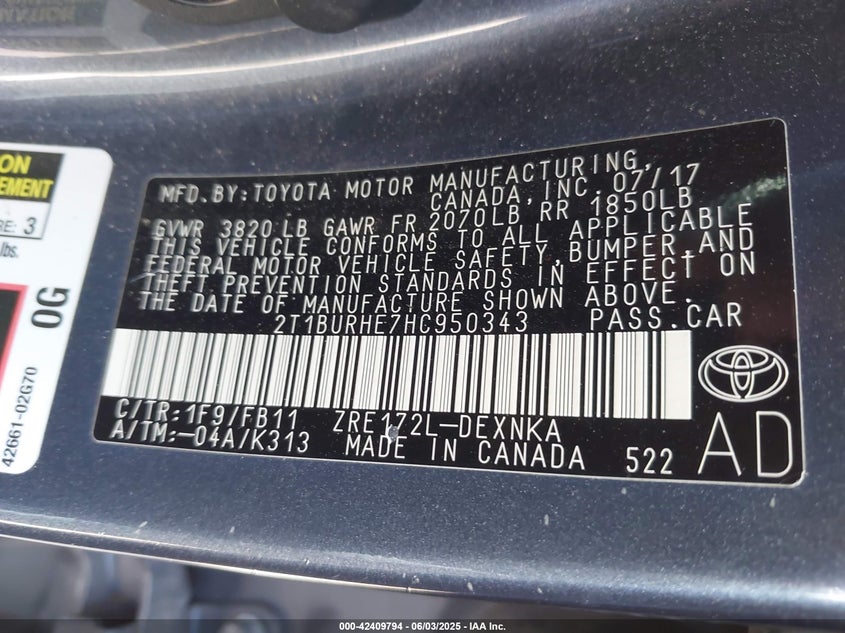 ON
EMENT
RE: 3
lbs.
0G
42661-02G70
MFD.BY:TOYOTA MOTOR MANUFACTURING,
CANADA, INC. 07/17
GVWR 3820 LB GAWR FR 2070LB RR 1850LB
THIS VEHICLE CONFORMS TO ALL APPLICABLE
FEDERAL MOTOR VEHICLE SAFETY,BUMPER,AND
THEFT PREVENTION STANDARDS IN EFFECT ON
THE DATE OF MANUFACTURE SHOWN ABOVE.
2T1BURHE7HC950343 PASS.CAR
C/TR:1F9/FB11 ZRE172L-DEXNKA
A/TM:-04A/K313 MADE IN CANADA 522
AD
000-42409794 - 06/03/2025 - IAA Inc.